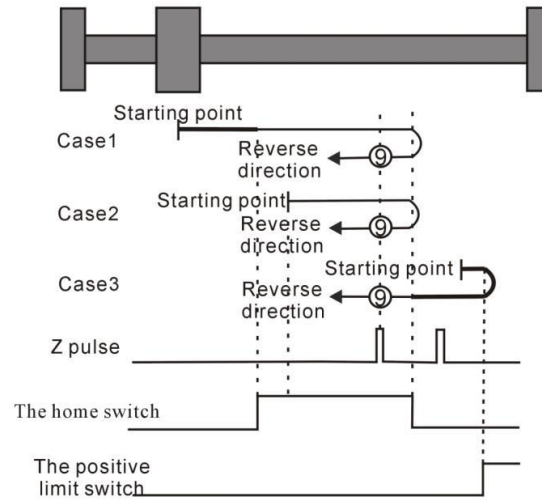 Starting point
Case1
Reverse
direction
9
Starting point
Case2
Reverse
direction
9
Starting point
Case3
Reverse
direction
9
Z pulse
The home switch
The positive
limit switch